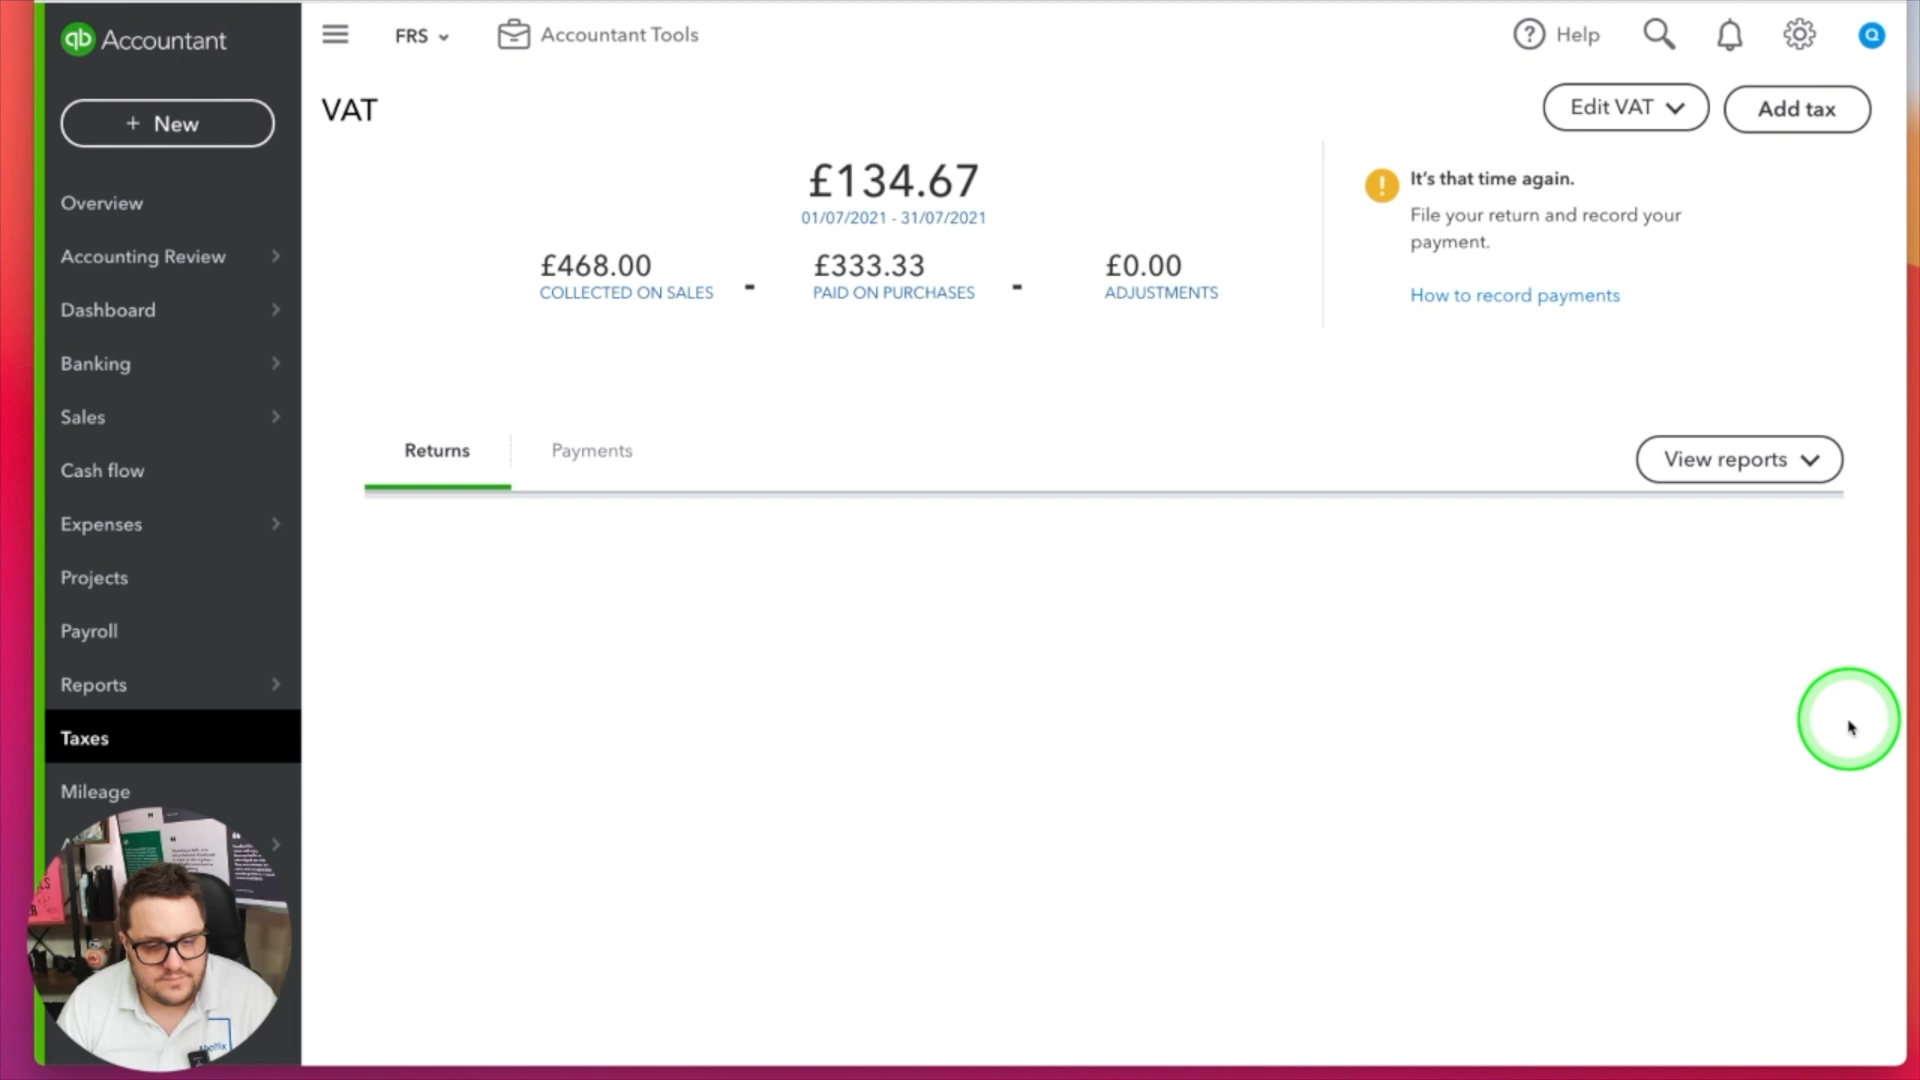 qb Accountant
FRS
Accountant Tools
? Help
Q
+ New
VAT
Edit VAT
Add tax
£134.67
01/07/2021 - 31/07/2021
£468.00
COLLECTED ON SALES
-
£333.33
PAID ON PURCHASES
-
£0.00
ADJUSTMENTS
!
It's that time again.
File your return and record your
payment.
How to record payments
Overview
Accounting Review
Dashboard
Banking
Sales
Cash flow
Expenses
Projects
Payroll
Reports
Taxes
Mileage
Returns
Payments
View reports